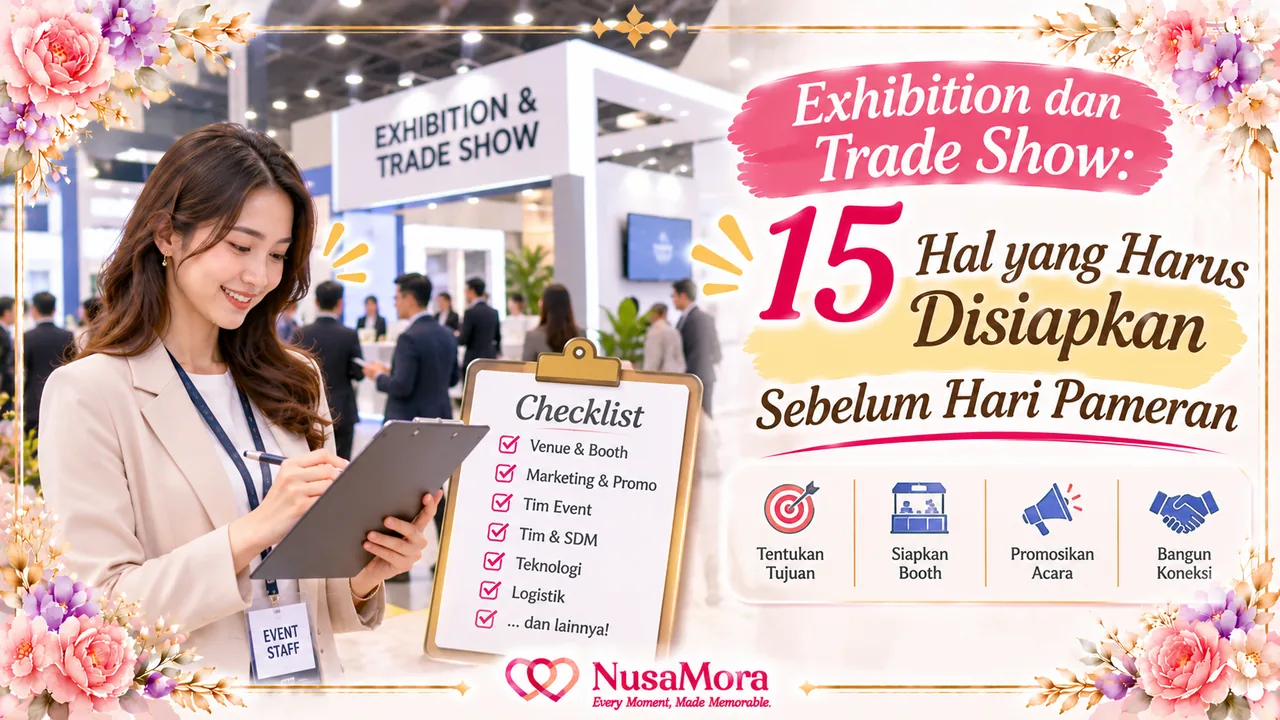 EXHIBITION &
TRADE SHOW
Exhibition dan
Trade Show:
15 Hal yang Harus
Disiapkan
Sebelum Hari Pameran
Checklist
Venue & Booth
Marketing & Promo
Tim Event
Tim & SDM
Teknologi
Logistik
... dan lainnya!
EVENT
STAFF
Tentukan
Tujuan
Siapkan
Booth
Promosikan
Acara
Bangun
Koneksi
NusaMora
Every Moment, Made Memorable.